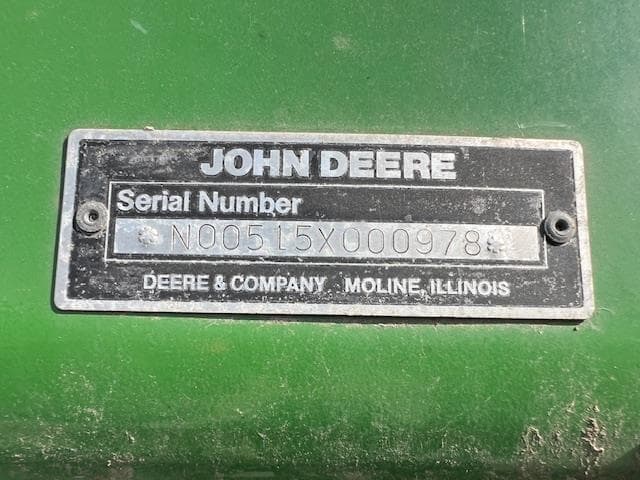 JOHN DEERE
Serial Number
* N00515X000978 *
DEERE & COMPANY MOLINE, ILLINOIS